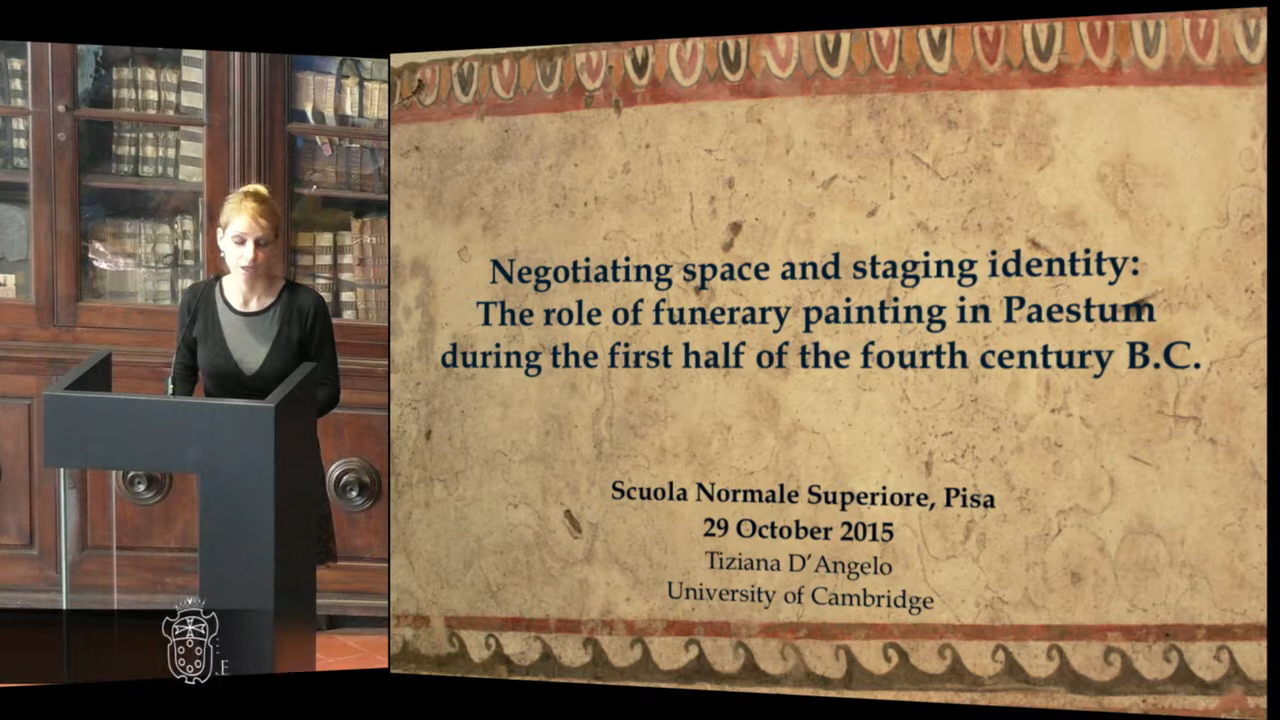 Negotiating space and staging identity:
The role of funerary painting in Paestum
during the first half of the fourth century B.C.
Scuola Normale Superiore, Pisa
29 October 2015
Tiziana D'Angelo
University of Cambridge